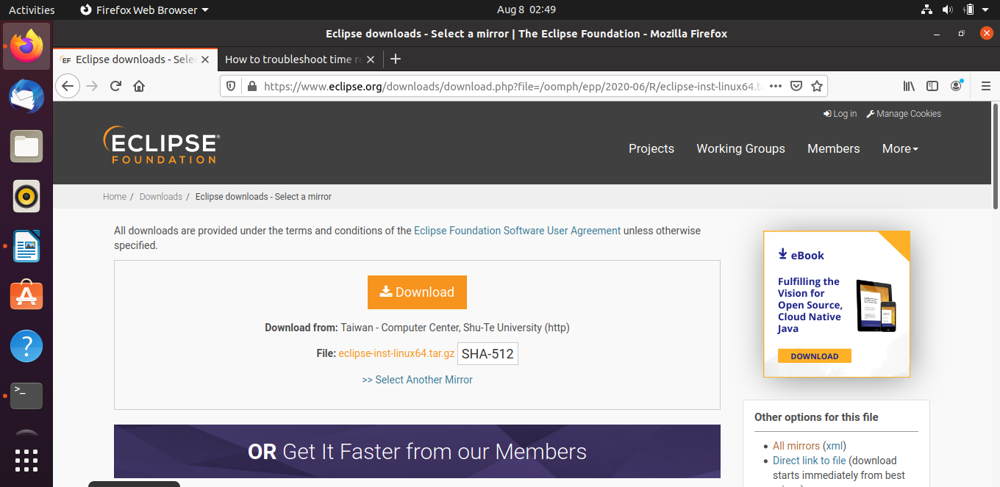 Activities
Firefox Web Browser
Aug 8 02:49
Eclipse downloads - Select a mirror | The Eclipse Foundation - Mozilla Firefox
EF Eclipse downloads - Sele
How to troubleshoot time re
https://www.eclipse.org/downloads/download.php?file=/oomph/epp/2020-06/R/eclipse-inst-linux64.ta
Log in
Manage Cookies
ECLIPSE®
FOUNDATION
Projects
Working Groups
Members
More
Home / Downloads / Eclipse downloads - Select a mirror
All downloads are provided under the terms and conditions of the Eclipse Foundation Software User Agreement unless otherwise
specified.
Download
Download from: Taiwan - Computer Center, Shu-Te University (http)
File: eclipse-inst-linux64.tar.gz SHA-512
>> Select Another Mirror
OR Get It Faster from our Members
eBook
Fulfilling the
Vision for
Open Source,
Cloud Native
Java
DOWNLOAD
Other options for this file
All mirrors (xml)
Direct link to file (download
starts immediately from best